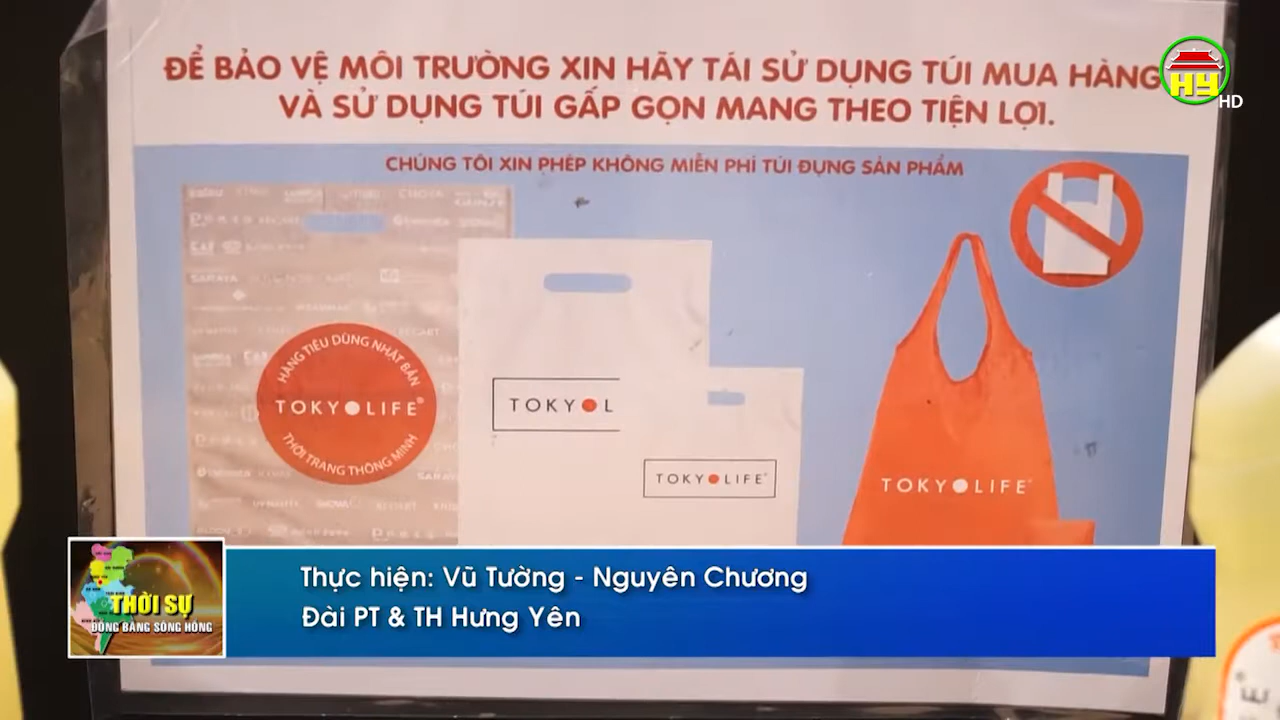 ĐỂ BẢO VỆ MÔI TRƯỜNG XIN HÃY TÁI SỬ DỤNG TÚI MUA HÀNG
VÀ SỬ DỤNG TÚI GẤP GỌN MANG THEO TIỆN LỢI.
HY
HD
CHÚNG TÔI XIN PHÉP KHÔNG MIỄN PHÍ TÚI ĐỰNG SẢN PHẨM
SARAYA
HÀNG TIÊU DÙNG NHẬT BẢN
TOKYOLIFE
THỜI TRANG THÔNG MINH
TOKYOL
TOKYOLIFE
TOKYOLIFE
THỜI SỰ
ĐỒNG BẰNG SÔNG HỒNG
Thực hiện: Vũ Tường - Nguyên Chương
Đài PT & TH Hưng Yên